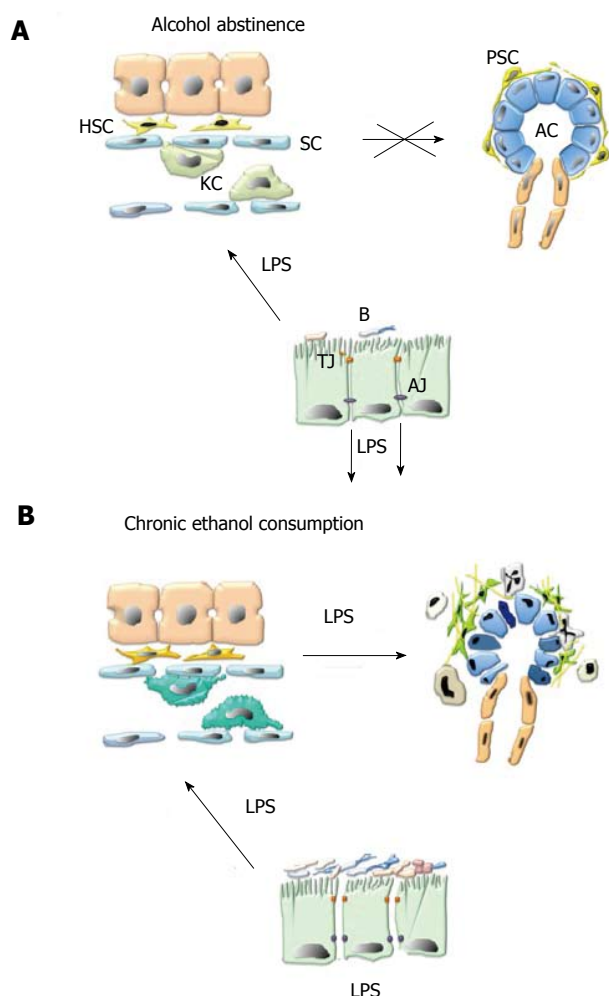 A
Alcohol abstinence
PSC
HSC
SC
AC
KC
LPS
B
TJ
AJ
LPS
B
Chronic ethanol consumption
LPS
LPS
LPS